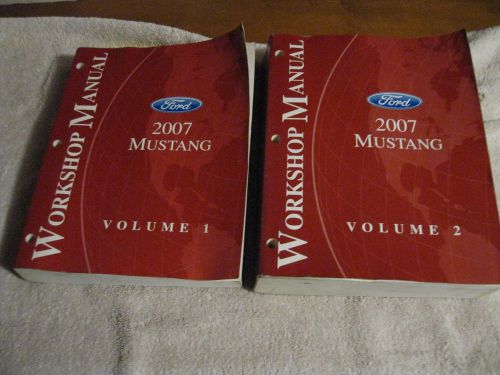 WORKSHOP MANUAL
Ford
2007
MUSTANG
VOLUME 1
WORKSHOP MANUAL
Ford
2007
MUSTANG
VOLUME 2